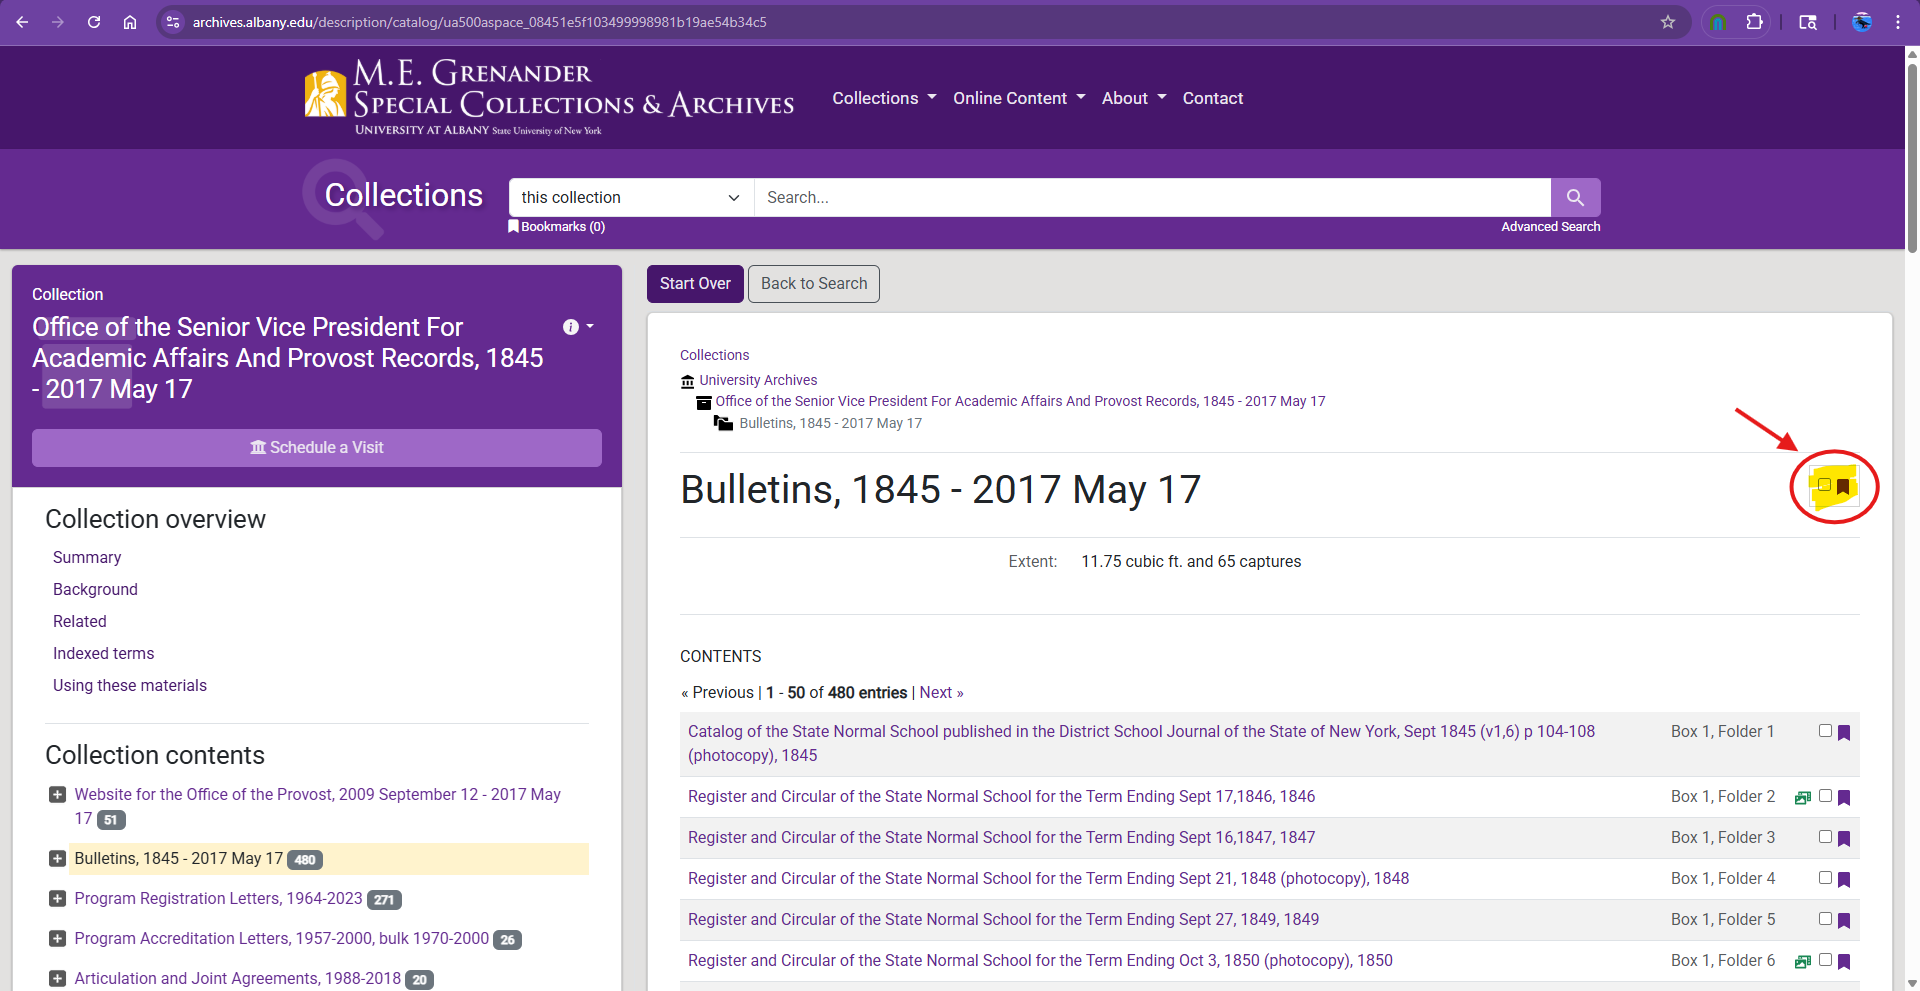 archives.albany.edu/description/catalog/ua500aspace_08451e5f103499998981b19ae54b34c5
M.E. Grenander
Special Collections & Archives
University at Albany State University of New York
Collections
Online Content
About
Contact
Collections
this collection
Search...
Bookmarks (0)
Advanced Search
Collection
Office of the Senior Vice President For
Academic Affairs And Provost Records, 1845
- 2017 May 17
Schedule a Visit
Collection overview
Summary
Background
Related
Indexed terms
Using these materials
Collection contents
Website for the Office of the Provost, 2009 September 12 - 2017 May
17 51
Bulletins, 1845 - 2017 May 17 480
Program Registration Letters, 1964-2023 271
Program Accreditation Letters, 1957-2000, bulk 1970-2000 26
Articulation and Joint Agreements, 1988-2018 20
Start Over
Back to Search
Collections
University Archives
Office of the Senior Vice President For Academic Affairs And Provost Records, 1845 - 2017 May 17
Bulletins, 1845 - 2017 May 17
Bulletins, 1845 - 2017 May 17
Extent: 11.75 cubic ft. and 65 captures
CONTENTS
« Previous | 1 - 50 of 480 entries | Next »
Catalog of the State Normal School published in the District School Journal of the State of New York, Sept 1845 (v1,6) p 104-108 Box 1, Folder 1
(photocopy), 1845
Register and Circular of the State Normal School for the Term Ending Sept 17,1846, 1846 Box 1, Folder 2
Register and Circular of the State Normal School for the Term Ending Sept 16,1847, 1847 Box 1, Folder 3
Register and Circular of the State Normal School for the Term Ending Sept 21, 1848 (photocopy), 1848 Box 1, Folder 4
Register and Circular of the State Normal School for the Term Ending Sept 27, 1849, 1849 Box 1, Folder 5
Register and Circular of the State Normal School for the Term Ending Oct 3, 1850 (photocopy), 1850 Box 1, Folder 6